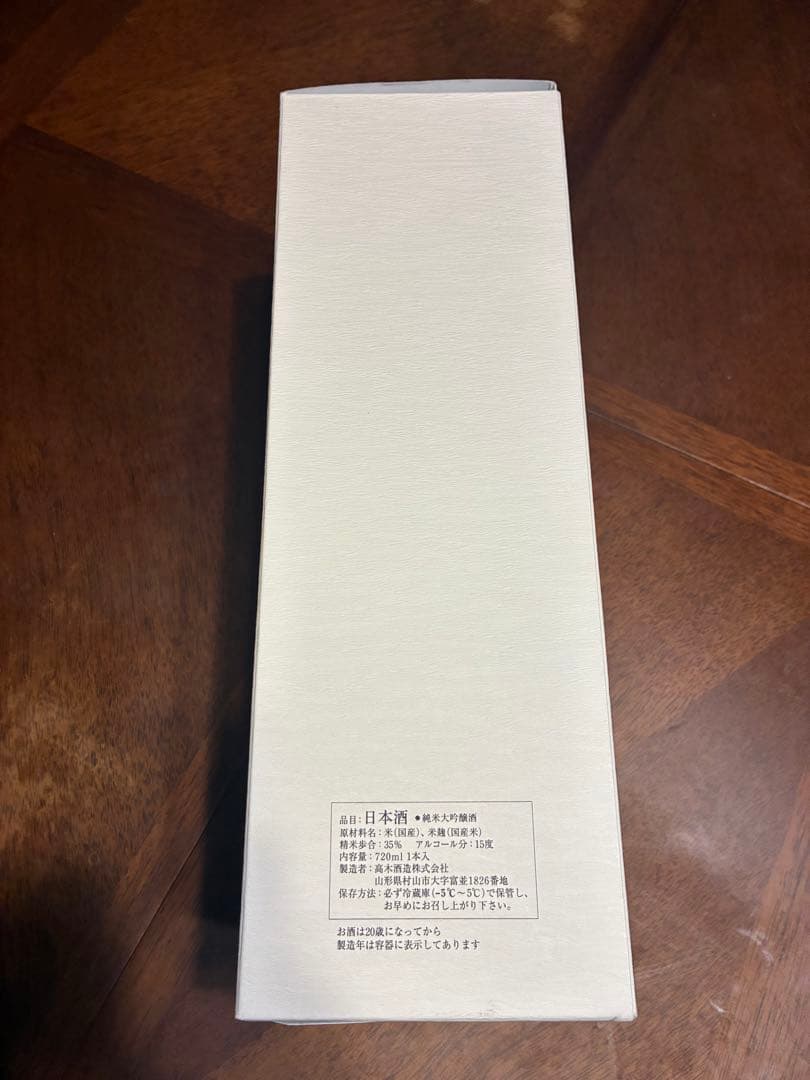 品目：日本酒 ●純米大吟醸酒
原材料名：米(国産)、米麹(国産米)
精米歩合：35% アルコール分：15度
内容量：720ml 1本入
製造者：高木酒造株式会社
山形県村山市大字富並1826番地
保存方法：必ず冷蔵庫(-5℃〜5℃)で保管し、
お早めにお召し上がり下さい。
お酒は20歳になってから
製造年は容器に表示してあります